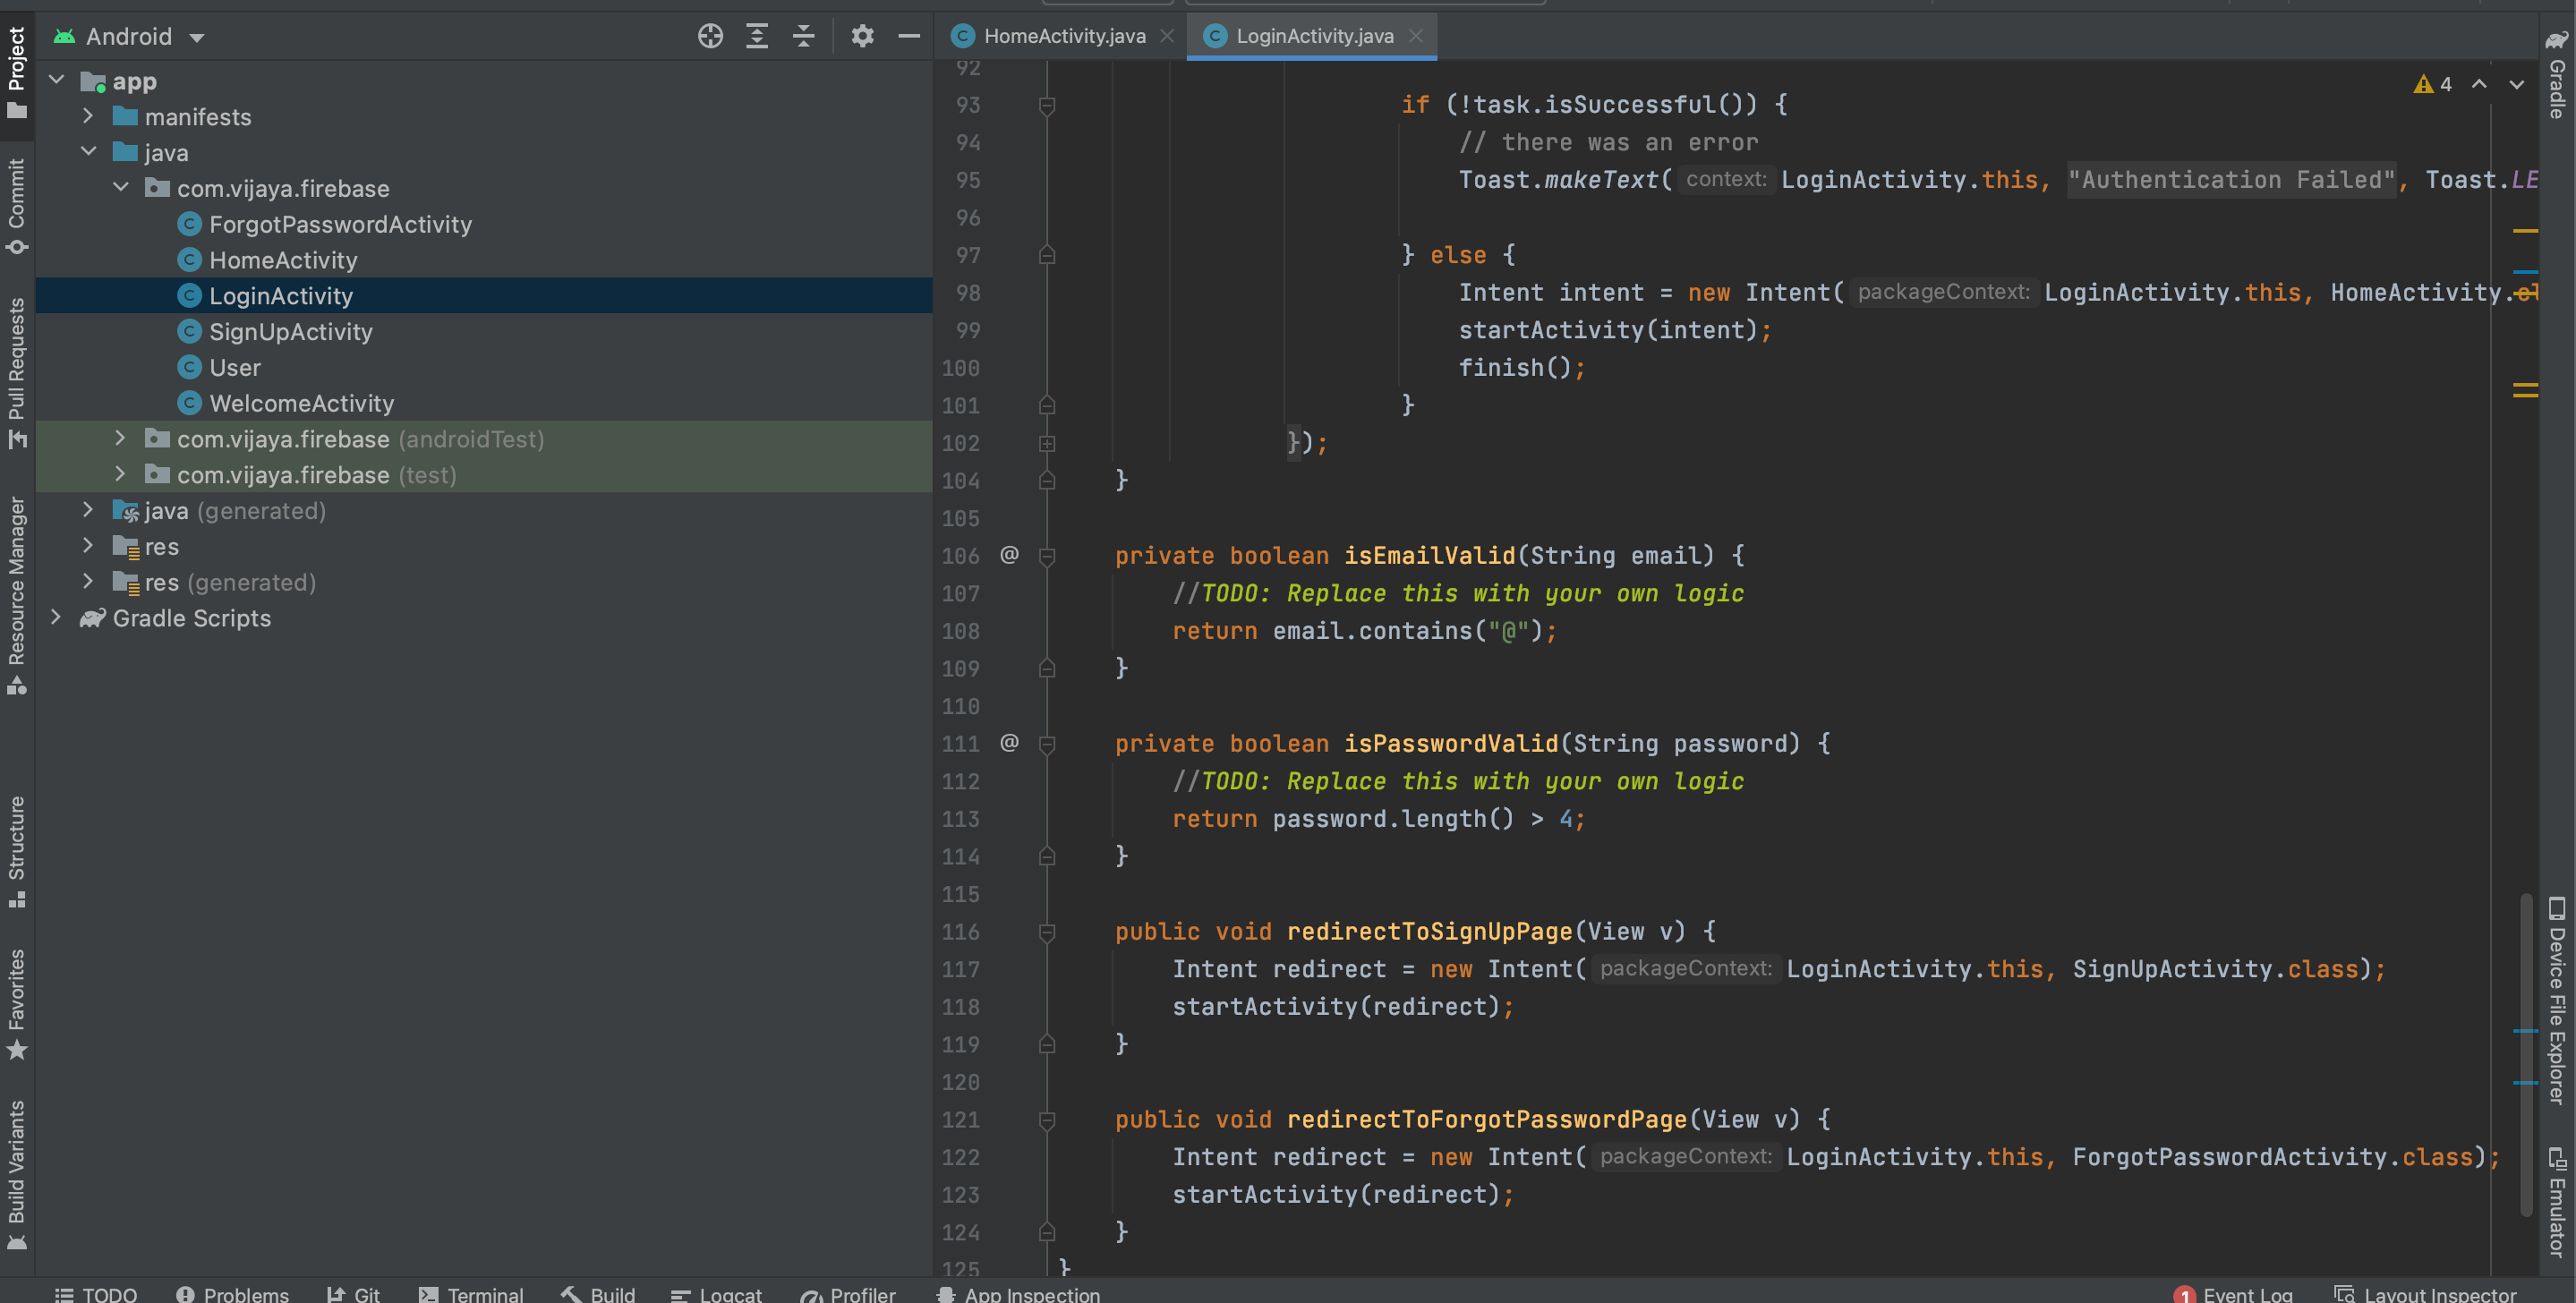 Project
Commit
Pull Requests
Resource Manager
Structure
Favorites
Build Variants
Android
app
manifests
java
com.vijaya.firebase
ForgotPasswordActivity
HomeActivity
LoginActivity
SignUpActivity
User
WelcomeActivity
com.vijaya.firebase (androidTest)
com.vijaya.firebase (test)
java (generated)
res
res (generated)
Gradle Scripts
HomeActivity.java
LoginActivity.java
4
92
93 if (!task.isSuccessful()) {
94 // there was an error
95 Toast.makeText( context: LoginActivity.this, "Authentication Failed", Toast.LE
96
97 } else {
98 Intent intent = new Intent( packageContext: LoginActivity.this, HomeActivity.cl
99 startActivity(intent);
100 finish();
101 }
102 });
104 }
105
106 @ private boolean isEmailValid(String email) {
107 //TODO: Replace this with your own logic
108 return email.contains("@");
109 }
110
111 @ private boolean isPasswordValid(String password) {
112 //TODO: Replace this with your own logic
113 return password.length() > 4;
114 }
115
116 public void redirectToSignUpPage(View v) {
117 Intent redirect = new Intent( packageContext: LoginActivity.this, SignUpActivity.class);
118 startActivity(redirect);
119 }
120
121 public void redirectToForgotPasswordPage(View v) {
122 Intent redirect = new Intent( packageContext: LoginActivity.this, ForgotPasswordActivity.class);
123 startActivity(redirect);
124 }
125 }
Gradle
Device File Explorer
Emulator
TODO Problems Git Terminal Build Logcat Profiler App Inspection 1 Event Log Layout Inspector